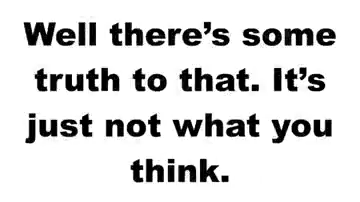 Well there’s some
truth to that. It’s
just not what you
think.